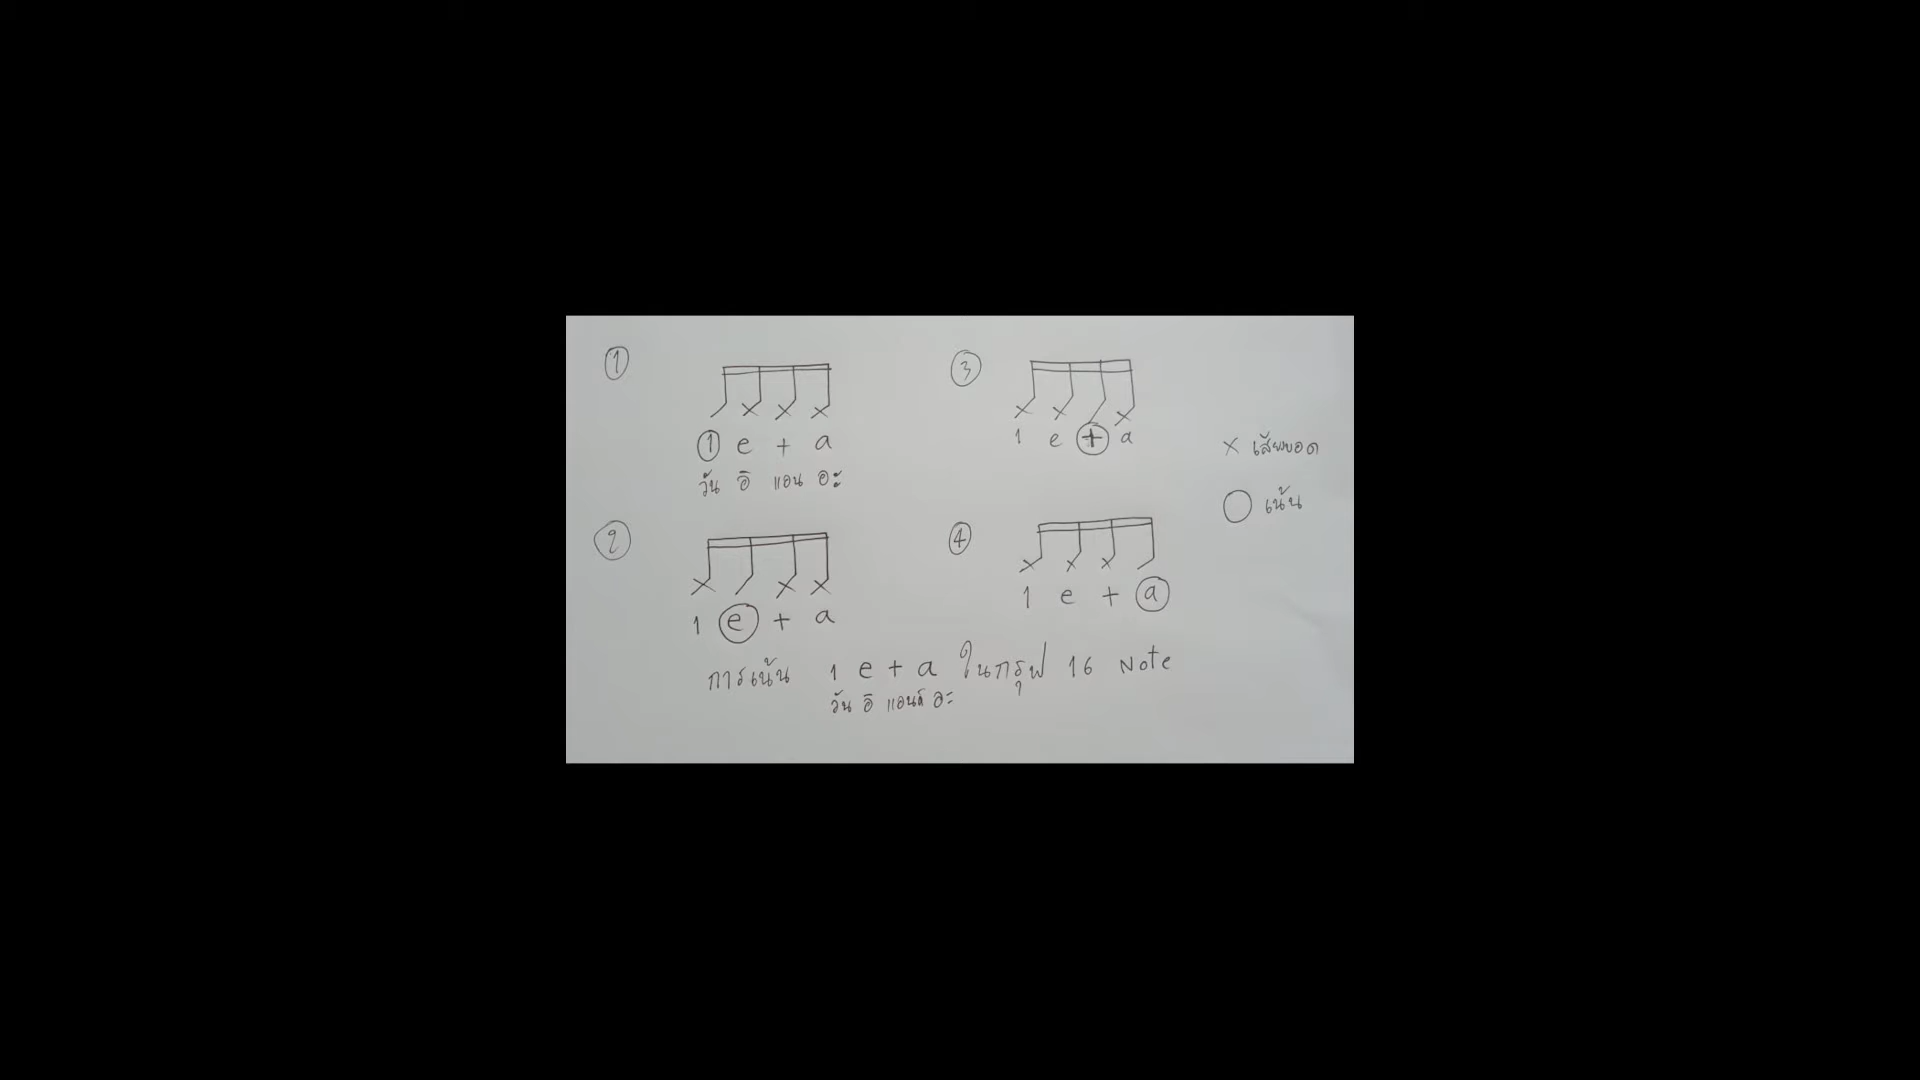 ①
① e + a
วัน อิ แอน อะ
②
1 e + a
③
1 e + a
④
1 e + a
× เสียงบอด
○ เน้น
การเน้น 1 e + a ในกรุฟ 16 Note
วัน อิ แอนด์ อะ